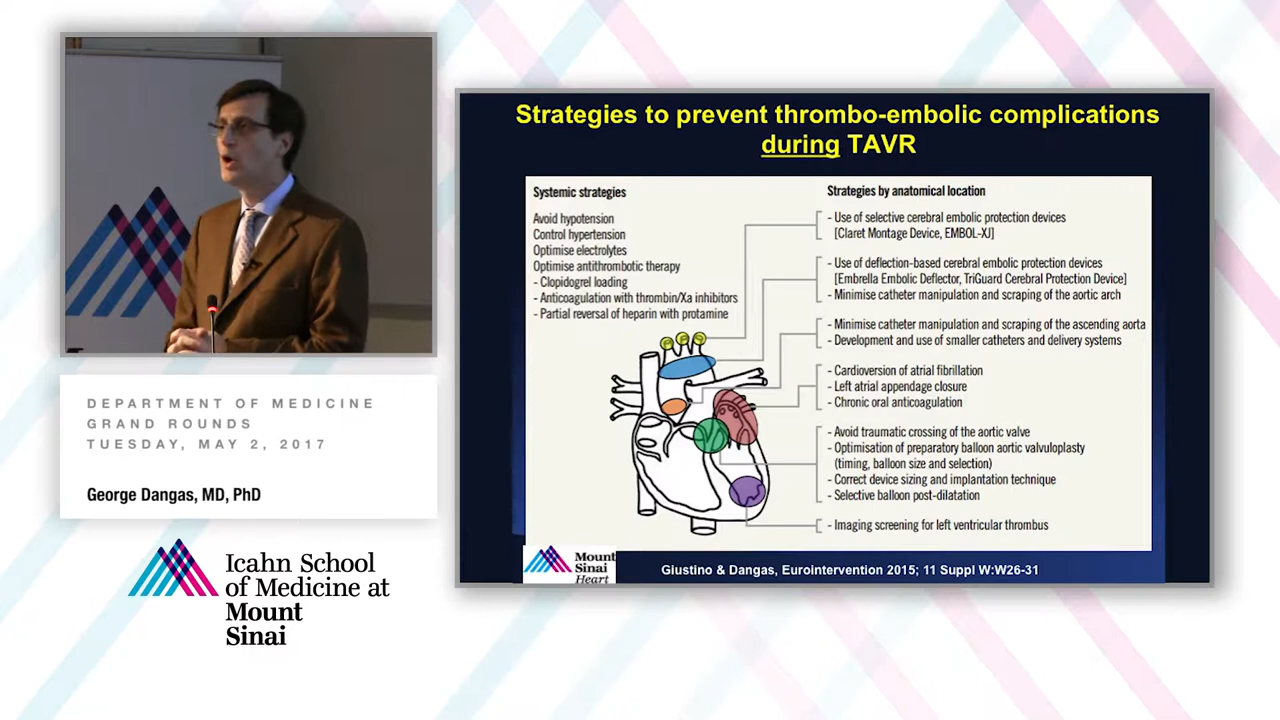 DEPARTMENT OF MEDICINE
GRAND ROUNDS
TUESDAY, MAY 2, 2017
George Dangas, MD, PhD
Icahn School
of Medicine at
Mount
Sinai
Strategies to prevent thrombo-embolic complications
during TAVR
Systemic strategies
Avoid hypotension
Control hypertension
Optimise electrolytes
Optimise antithrombotic therapy
- Clopidogrel loading
- Anticoagulation with thrombin/Xa inhibitors
- Partial reversal of heparin with protamine
Strategies by anatomical location
- Use of selective cerebral embolic protection devices
[Claret Montage Device, EMBOL-XJ]
- Use of deflection-based cerebral embolic protection devices
[Embrella Embolic Deflector, TriGuard Cerebral Protection Device]
- Minimise catheter manipulation and scraping of the aortic arch
- Minimise catheter manipulation and scraping of the ascending aorta
- Development and use of smaller catheters and delivery systems
- Cardioversion of atrial fibrillation
- Left atrial appendage closure
- Chronic oral anticoagulation
- Avoid traumatic crossing of the aortic valve
- Optimisation of preparatory balloon aortic valvuloplasty
(timing, balloon size and selection)
- Correct device sizing and implantation technique
- Selective balloon post-dilatation
- Imaging screening for left ventricular thrombus
Mount
Sinai
Heart
Giustino & Dangas, Eurointervention 2015; 11 Suppl W:W26-31